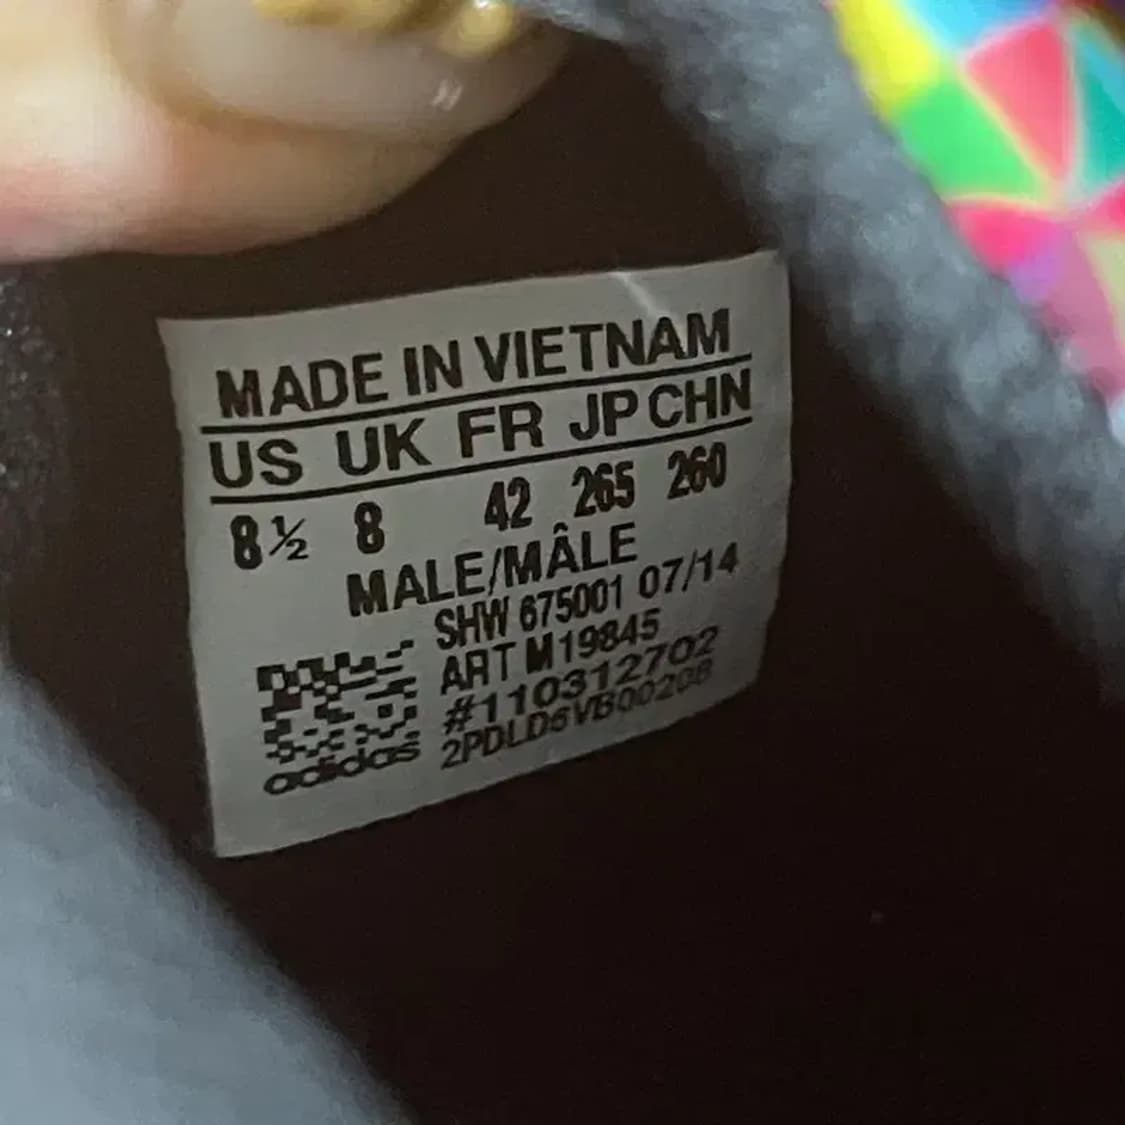 MADE IN VIETNAM
US UK FR JP CHN
8½ 8 42 265 260
MALE/MÂLE
SHW 675001 07/14
ART M19845
#110312702
2PDLD6VB00208
adidas